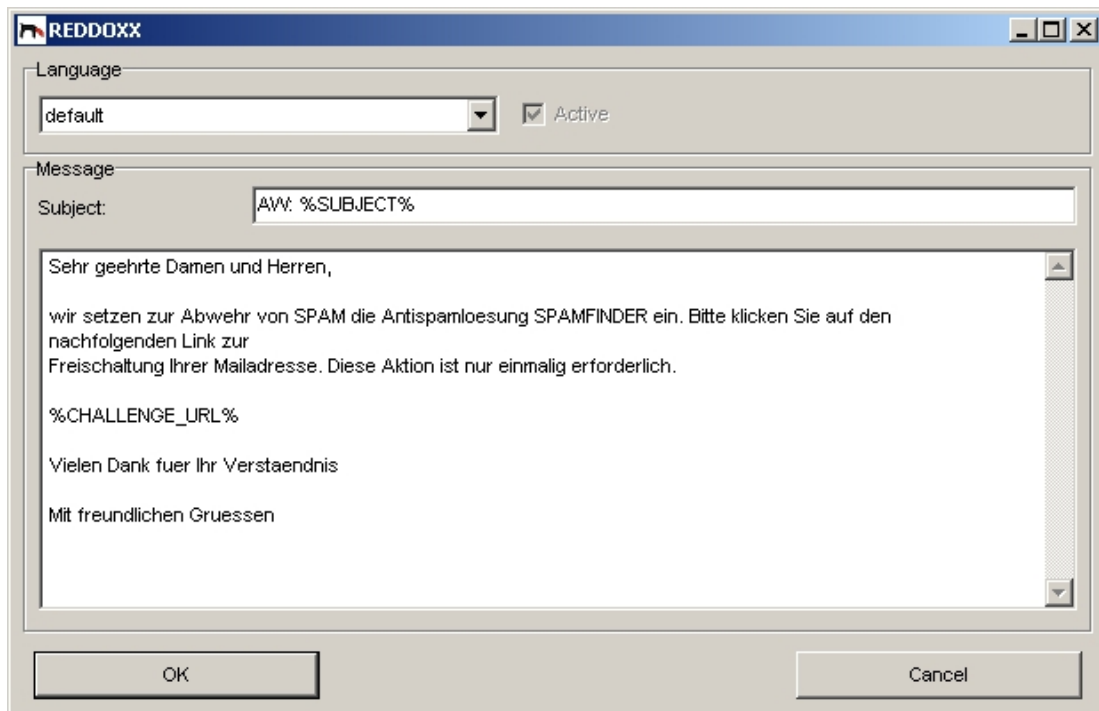 REDDOXX
Language
default
Active
Message
Subject:
AW: %SUBJECT%
Sehr geehrte Damen und Herren,
wir setzen zur Abwehr von SPAM die Antispamloesung SPAMFINDER ein. Bitte klicken Sie auf den
nachfolgenden Link zur
Freischaltung Ihrer Mailadresse. Diese Aktion ist nur einmalig erforderlich.
%CHALLENGE_URL%
Vielen Dank fuer Ihr Verstaendnis
Mit freundlichen Gruessen
OK
Cancel